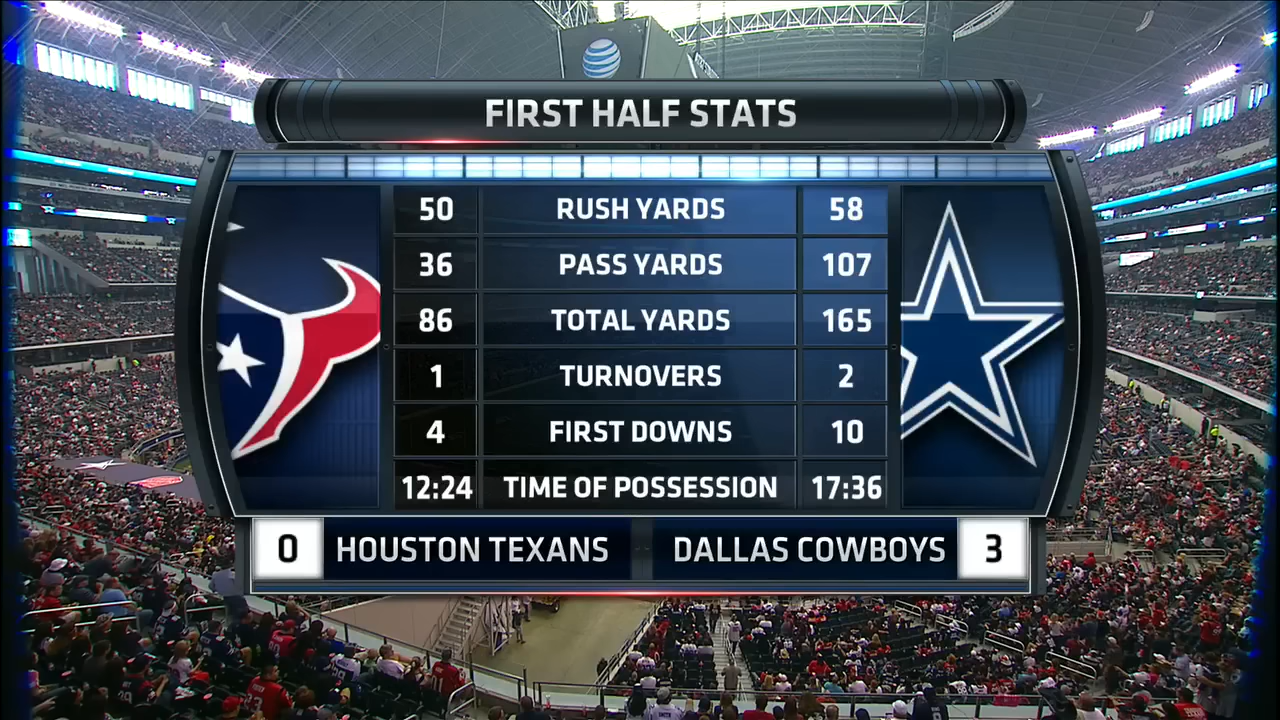 FIRST HALF STATS
50 RUSH YARDS 58
36 PASS YARDS 107
86 TOTAL YARDS 165
1 TURNOVERS 2
4 FIRST DOWNS 10
12:24 TIME OF POSSESSION 17:36
0 HOUSTON TEXANS DALLAS COWBOYS 3
AT&T